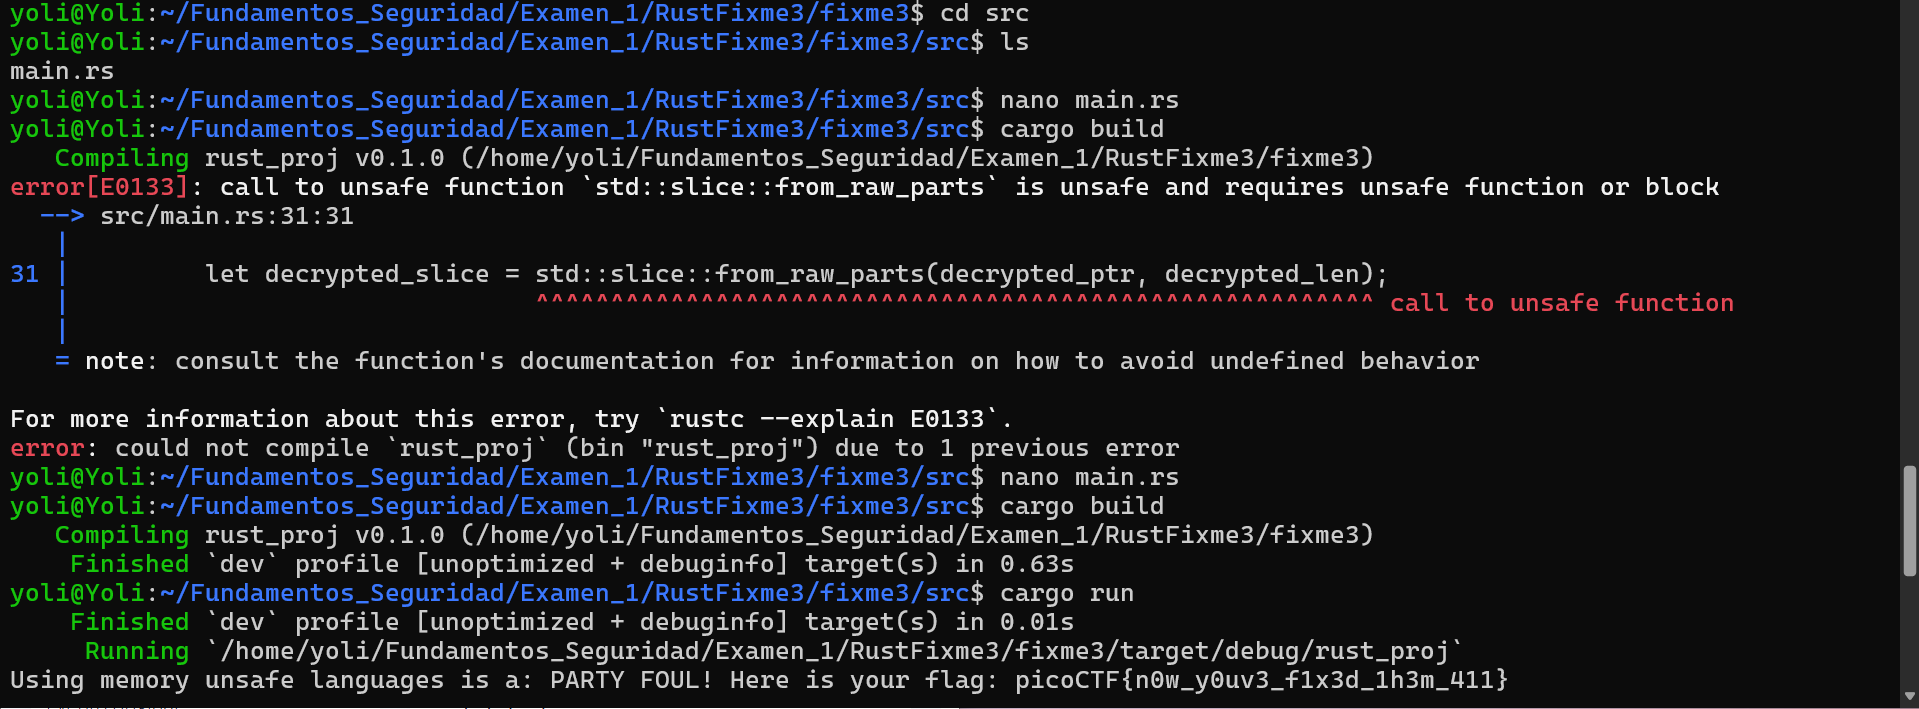 yoli@Yoli:~/Fundamentos_Seguridad/Examen_1/RustFixme3/fixme3$ cd src
yoli@Yoli:~/Fundamentos_Seguridad/Examen_1/RustFixme3/fixme3/src$ ls
main.rs
yoli@Yoli:~/Fundamentos_Seguridad/Examen_1/RustFixme3/fixme3/src$ nano main.rs
yoli@Yoli:~/Fundamentos_Seguridad/Examen_1/RustFixme3/fixme3/src$ cargo build
   Compiling rust_proj v0.1.0 (/home/yoli/Fundamentos_Seguridad/Examen_1/RustFixme3/fixme3)
error[E0133]: call to unsafe function `std::slice::from_raw_parts` is unsafe and requires unsafe function or block
  --> src/main.rs:31:31
   |
31 |         let decrypted_slice = std::slice::from_raw_parts(decrypted_ptr, decrypted_len);
   |                               ^^^^^^^^^^^^^^^^^^^^^^^^^^^^^^^^^^^^^^^^^^^^^^^^^^^^^^^^ call to unsafe function
   |
   = note: consult the function's documentation for information on how to avoid undefined behavior

For more information about this error, try `rustc --explain E0133`.
error: could not compile `rust_proj` (bin "rust_proj") due to 1 previous error
yoli@Yoli:~/Fundamentos_Seguridad/Examen_1/RustFixme3/fixme3/src$ nano main.rs
yoli@Yoli:~/Fundamentos_Seguridad/Examen_1/RustFixme3/fixme3/src$ cargo build
   Compiling rust_proj v0.1.0 (/home/yoli/Fundamentos_Seguridad/Examen_1/RustFixme3/fixme3)
    Finished `dev` profile [unoptimized + debuginfo] target(s) in 0.63s
yoli@Yoli:~/Fundamentos_Seguridad/Examen_1/RustFixme3/fixme3/src$ cargo run
    Finished `dev` profile [unoptimized + debuginfo] target(s) in 0.01s
     Running `/home/yoli/Fundamentos_Seguridad/Examen_1/RustFixme3/fixme3/target/debug/rust_proj`
Using memory unsafe languages is a: PARTY FOUL! Here is your flag: picoCTF{n0w_y0uv3_f1x3d_1h3m_411}